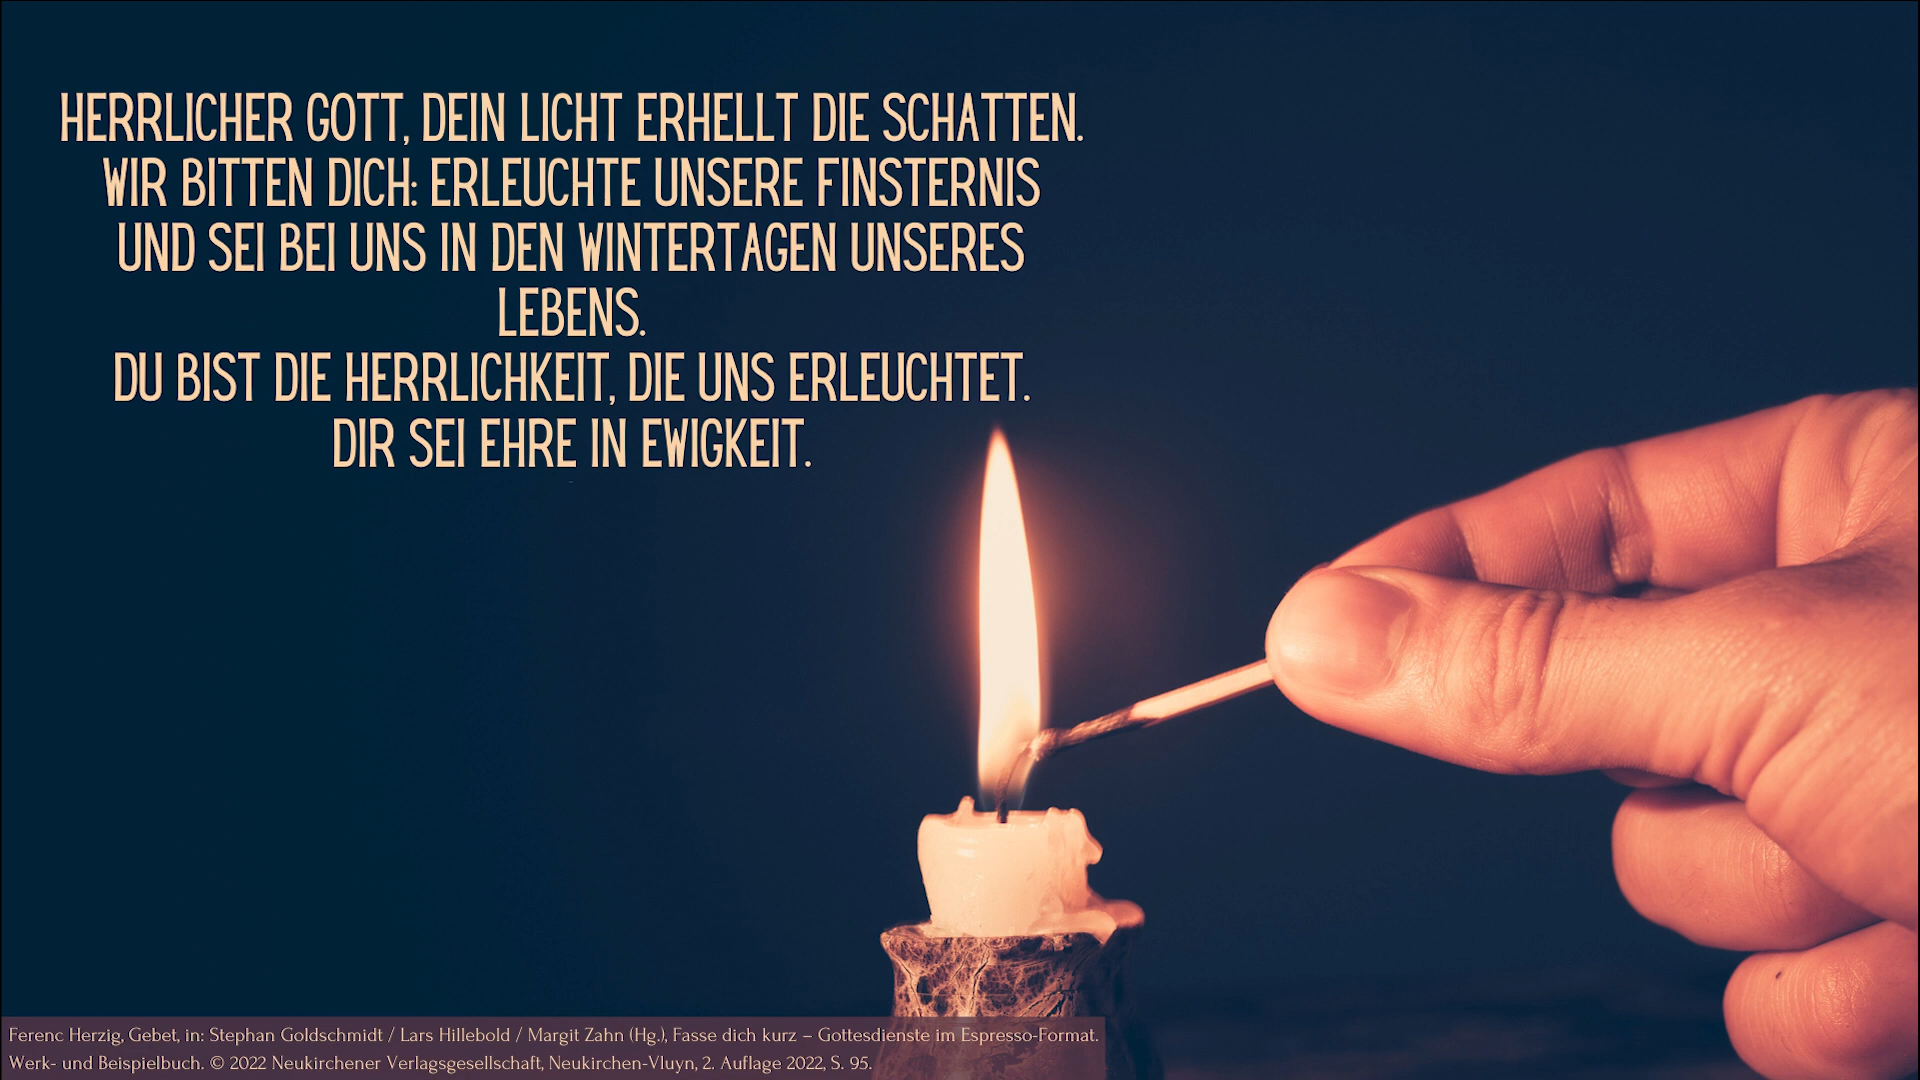 HERRLICHER GOTT, DEIN LICHT ERHELLT DIE SCHATTEN.
WIR BITTEN DICH: ERLEUCHTE UNSERE FINSTERNIS
UND SEI BEI UNS IN DEN WINTERTAGEN UNSERES
LEBENS.
DU BIST DIE HERRLICHKEIT, DIE UNS ERLEUCHTET.
DIR SEI EHRE IN EWIGKEIT.
Ferenc Herzig, Gebet, in: Stephan Goldschmidt / Lars Hillebold / Margit Zahn (Hg.), Fasse dich kurz – Gottesdienste im Espresso-Format.
Werk- und Beispielbuch. © 2022 Neukirchener Verlagsgesellschaft, Neukirchen-Vluyn, 2. Auflage 2022, S. 95.